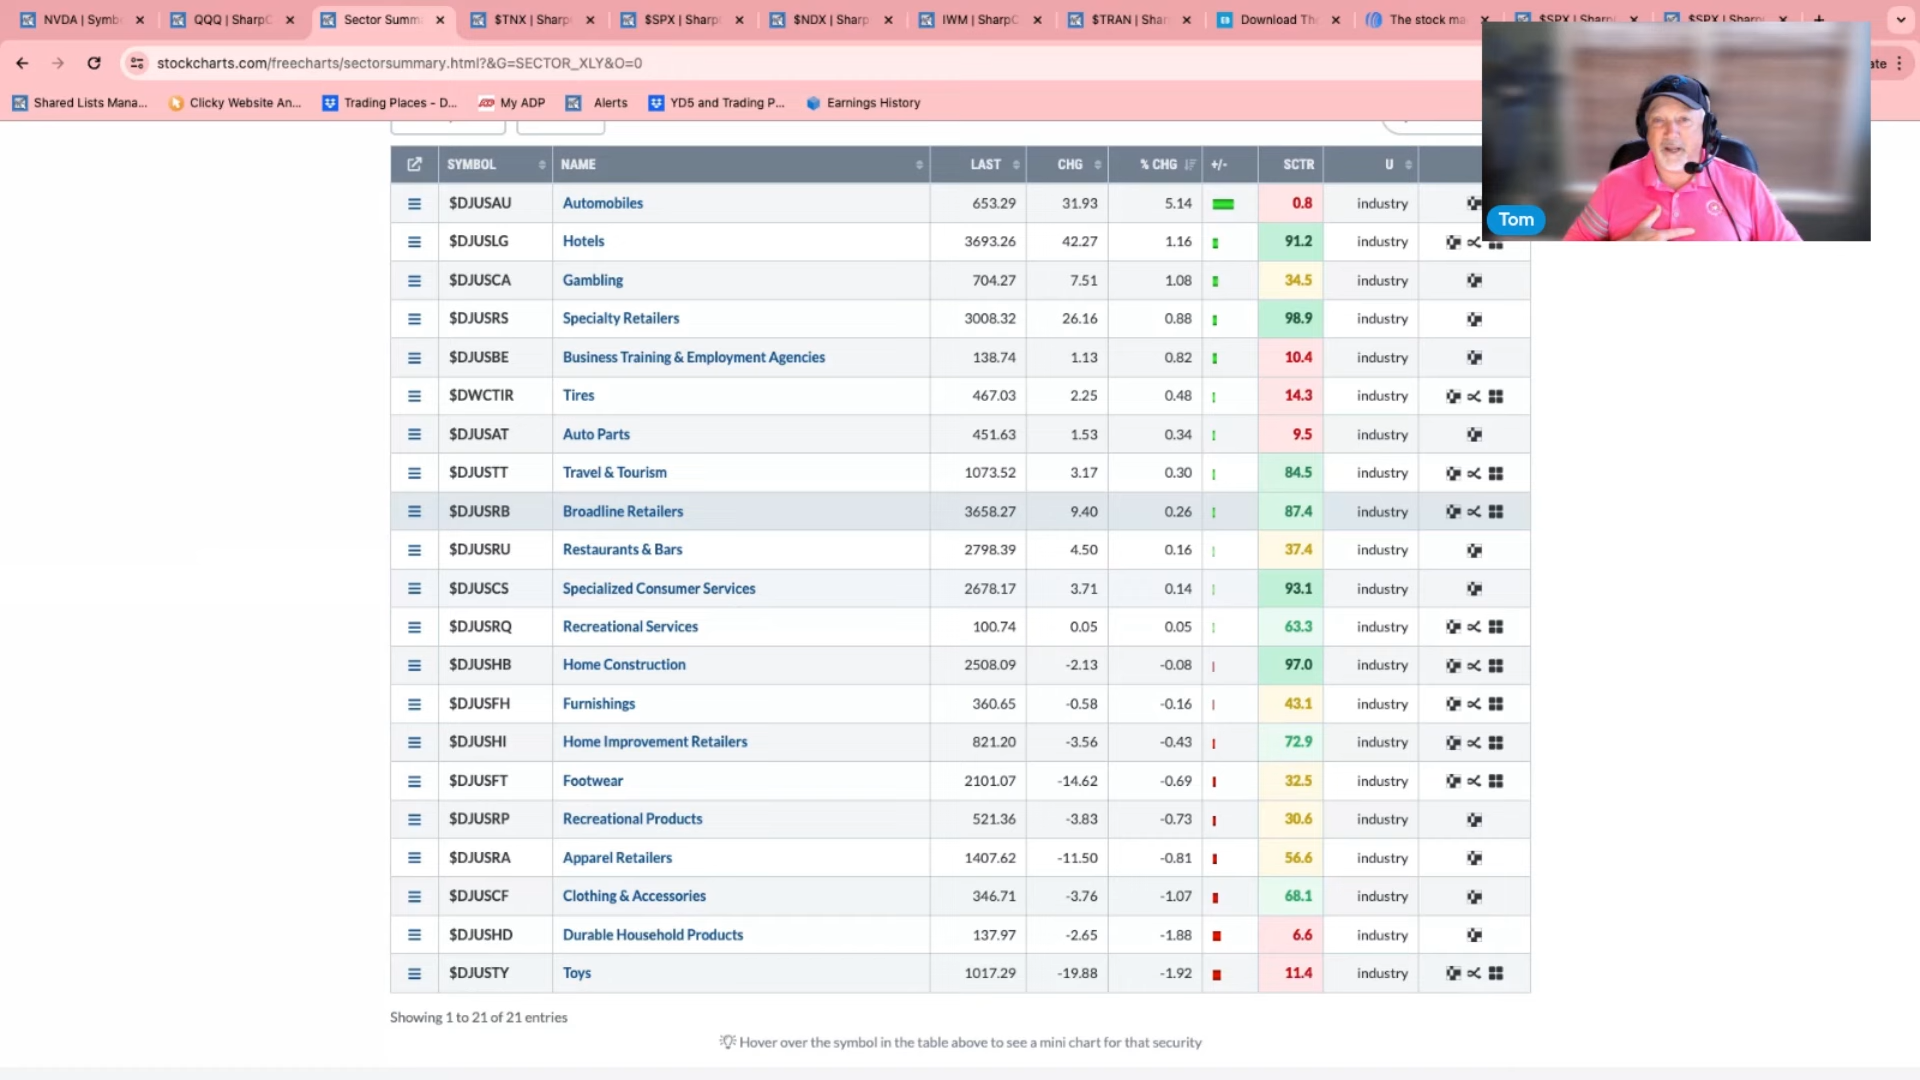 NVDA | Symb
QQQ | SharpC
Sector Summ
$TNX | Sharp
$SPX | Sharp
$NDX | Sharp
IWM | SharpC
$TRAN | Shar
Download Th
The stock ma
$SPX | Sharp
$SPX | Sharp
stockcharts.com/freecharts/sectorsummary.html?&G=SECTOR_XLY&O=0
ate
Shared Lists Mana... Clicky Website An... Trading Places - D... My ADP Alerts YD5 and Trading P... Earnings History
Tom
SYMBOL NAME LAST CHG % CHG +/- SCTR U
$DJUSAU Automobiles 653.29 31.93 5.14 0.8 industry
$DJUSLG Hotels 3693.26 42.27 1.16 91.2 industry
$DJUSCA Gambling 704.27 7.51 1.08 34.5 industry
$DJUSRS Specialty Retailers 3008.32 26.16 0.88 98.9 industry
$DJUSBE Business Training & Employment Agencies 138.74 1.13 0.82 10.4 industry
$DWCTIR Tires 467.03 2.25 0.48 14.3 industry
$DJUSAT Auto Parts 451.63 1.53 0.34 9.5 industry
$DJUSTT Travel & Tourism 1073.52 3.17 0.30 84.5 industry
$DJUSRB Broadline Retailers 3658.27 9.40 0.26 87.4 industry
$DJUSRU Restaurants & Bars 2798.39 4.50 0.16 37.4 industry
$DJUSCS Specialized Consumer Services 2678.17 3.71 0.14 93.1 industry
$DJUSRQ Recreational Services 100.74 0.05 0.05 63.3 industry
$DJUSHB Home Construction 2508.09 -2.13 -0.08 97.0 industry
$DJUSFH Furnishings 360.65 -0.58 -0.16 43.1 industry
$DJUSHI Home Improvement Retailers 821.20 -3.56 -0.43 72.9 industry
$DJUSFT Footwear 2101.07 -14.62 -0.69 32.5 industry
$DJUSRP Recreational Products 521.36 -3.83 -0.73 30.6 industry
$DJUSRA Apparel Retailers 1407.62 -11.50 -0.81 56.6 industry
$DJUSCF Clothing & Accessories 346.71 -3.76 -1.07 68.1 industry
$DJUSHD Durable Household Products 137.97 -2.65 -1.88 6.6 industry
$DJUSTY Toys 1017.29 -19.88 -1.92 11.4 industry
Showing 1 to 21 of 21 entries
Hover over the symbol in the table above to see a mini chart for that security